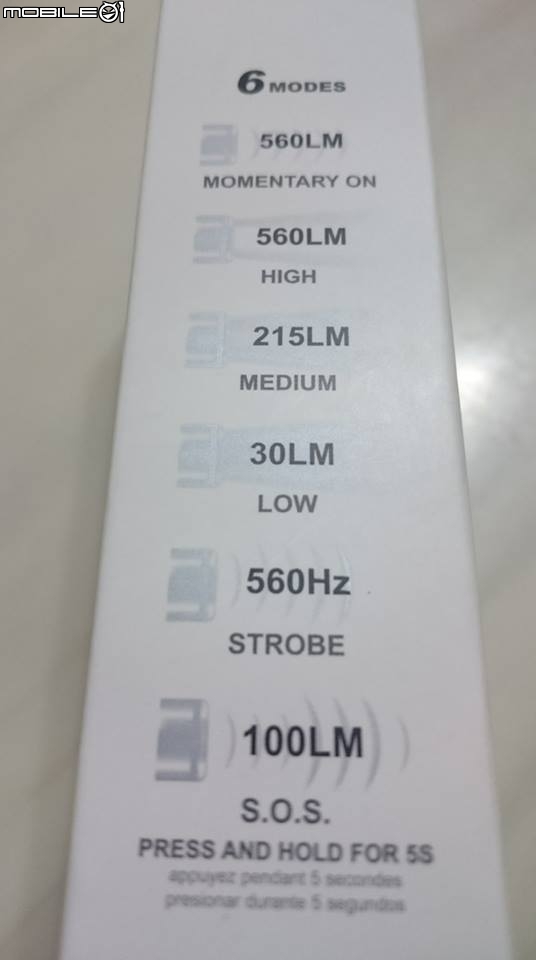 MOBILE01
6 MODES
560LM
MOMENTARY ON
560LM
HIGH
215LM
MEDIUM
30LM
LOW
560Hz
STROBE
100LM
S.O.S.
PRESS AND HOLD FOR 5S
appuyez pendant 5 secondes
presionar durante 5 segundos